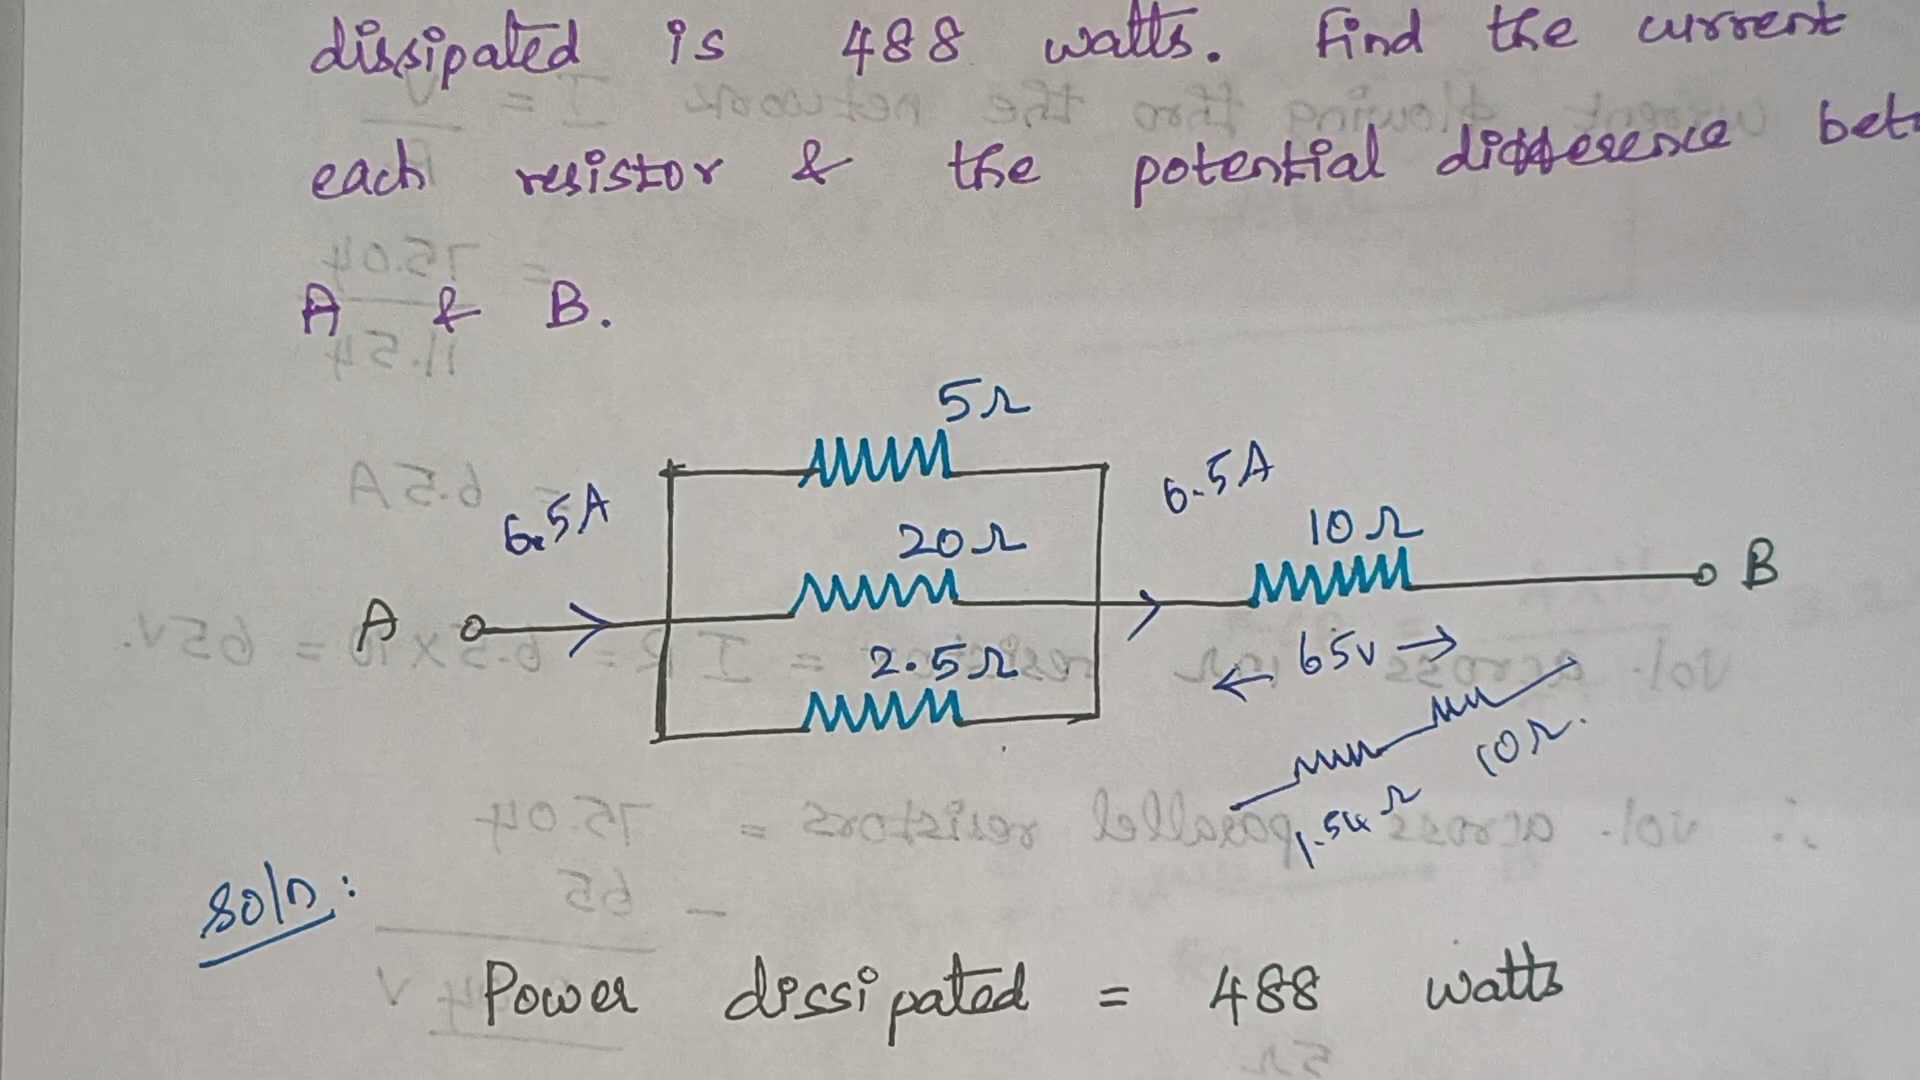 dissipated is 488 watts. Find the current
each resistor & the potential difference bet
A & B.
5Ω
6.5A
6.5A
20Ω
10Ω
A
B
2.5Ω
65v
10Ω.
1.54Ω
soln:
Power dissipated = 488 watts